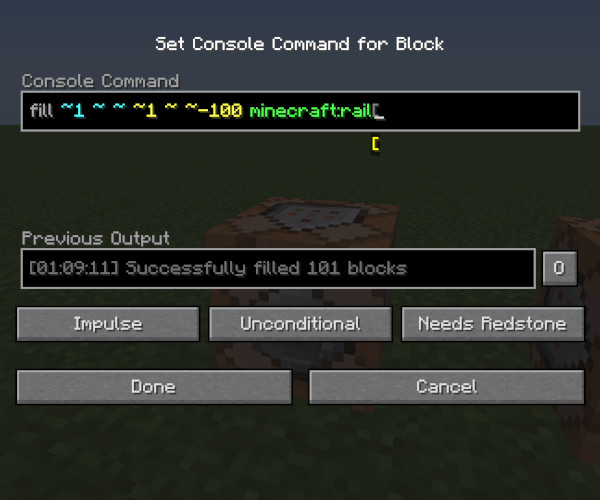 Set Console Command for Block
Console Command
fill ~1 ~ ~ ~1 ~ ~-100 minecraft:rail_
[
Previous Output
[01:09:11] Successfully filled 101 blocks
O
Impulse
Unconditional
Needs Redstone
Done
Cancel